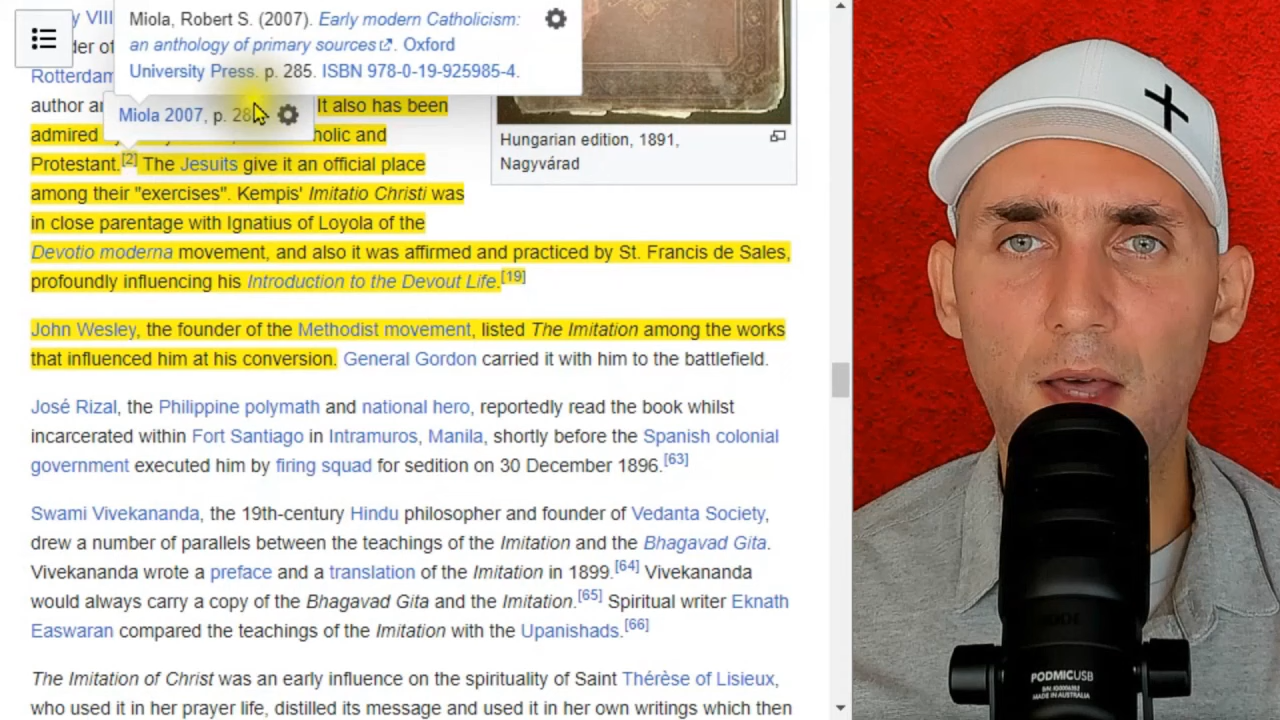 y VIII
Miola, Robert S. (2007). Early modern Catholicism:
an anthology of primary sources. Oxford
University Press. p. 285. ISBN 978-0-19-925985-4.
der of
Rotterdam
author an
It also has been
Miola 2007, p. 28
admired
holic and
Protestant.[2] The Jesuits give it an official place
among their "exercises". Kempis' Imitatio Christi was
in close parentage with Ignatius of Loyola of the
Devotio moderna movement, and also it was affirmed and practiced by St. Francis de Sales,
profoundly influencing his Introduction to the Devout Life.[19]
Hungarian edition, 1891,
Nagyvárad
John Wesley, the founder of the Methodist movement, listed The Imitation among the works
that influenced him at his conversion. General Gordon carried it with him to the battlefield.
José Rizal, the Philippine polymath and national hero, reportedly read the book whilst
incarcerated within Fort Santiago in Intramuros, Manila, shortly before the Spanish colonial
government executed him by firing squad for sedition on 30 December 1896.[63]
Swami Vivekananda, the 19th-century Hindu philosopher and founder of Vedanta Society,
drew a number of parallels between the teachings of the Imitation and the Bhagavad Gita.
Vivekananda wrote a preface and a translation of the Imitation in 1899.[64] Vivekananda
would always carry a copy of the Bhagavad Gita and the Imitation.[65] Spiritual writer Eknath
Easwaran compared the teachings of the Imitation with the Upanishads.[66]
The Imitation of Christ was an early influence on the spirituality of Saint Thérèse of Lisieux,
who used it in her prayer life, distilled its message and used it in her own writings which then
PODMICUSB
MADE IN AUSTRALIA